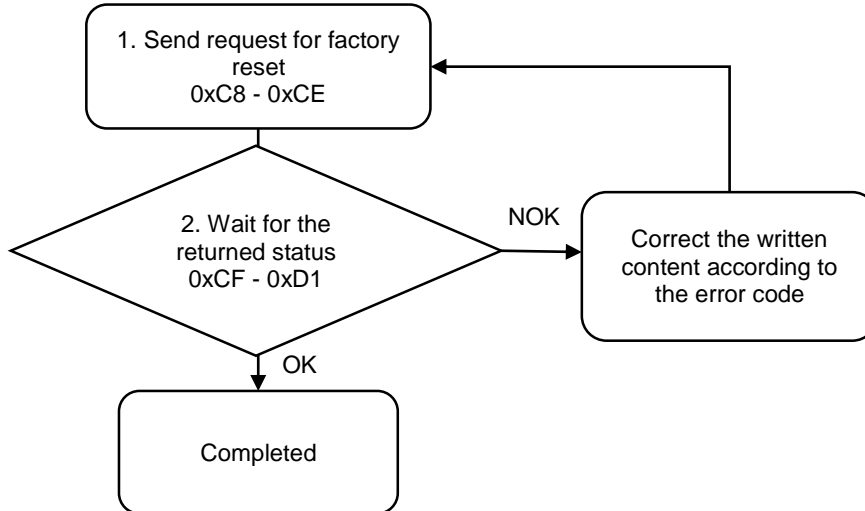 1. Send request for factory
reset
0xC8 - 0xCE
2. Wait for the
returned status
0xCF - 0xD1
NOK
Correct the written
content according to
the error code
OK
Completed